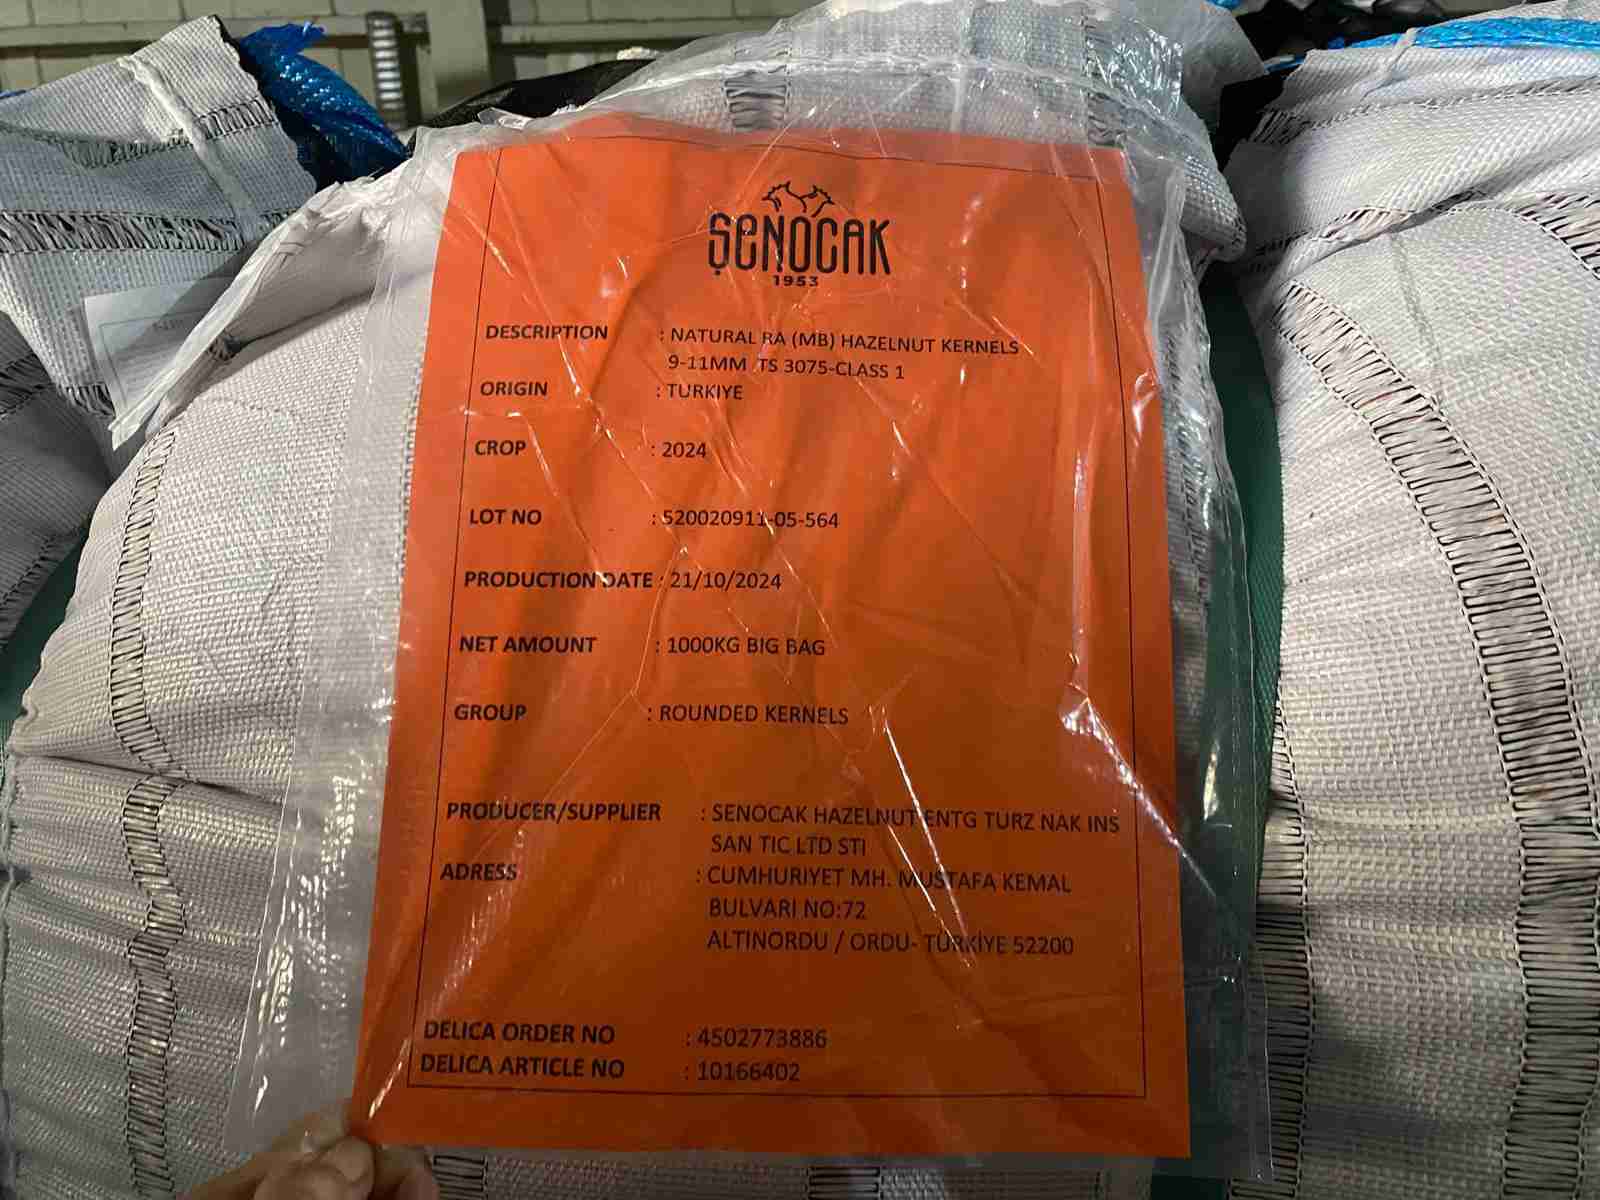 ŞENOCAK
1953
DESCRIPTION : NATURAL RA (MB) HAZELNUT KERNELS
9-11MM TS 3075-CLASS 1
ORIGIN : TURKIYE
CROP : 2024
LOT NO : 520020911-05-564
PRODUCTION DATE : 21/10/2024
NET AMOUNT : 1000KG BIG BAG
GROUP : ROUNDED KERNELS
PRODUCER/SUPPLIER : SENOCAK HAZELNUT ENTG TURZ NAK INS
SAN TIC LTD STI
ADRESS : CUMHURIYET MH. MUSTAFA KEMAL
BULVARI NO:72
ALTINORDU / ORDU- TÜRKİYE 52200
DELICA ORDER NO : 4502773886
DELICA ARTICLE NO : 10166402